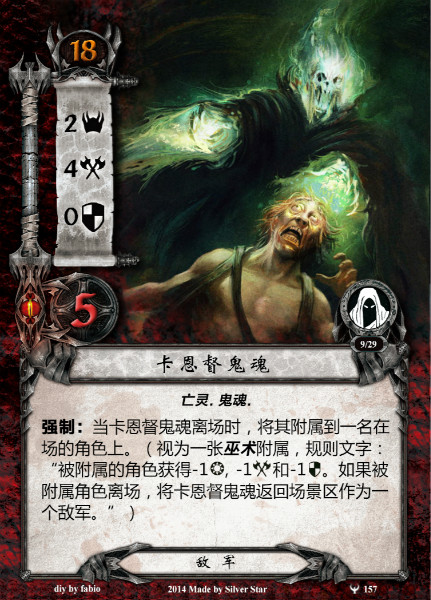 18
2
4
0
5
9/29
卡恩督鬼魂
亡灵. 鬼魂.
强制：当卡恩督鬼魂离场时，将其附属到一名在
场的角色上。（视为一张巫术附属，规则文字：
“被附属的角色获得-1，-1和-1。如果被
附属角色离场，将卡恩督鬼魂返回场景区作为一
个敌军。”）
敌 军
diy by fabio
2014 Made by Silver Star
157